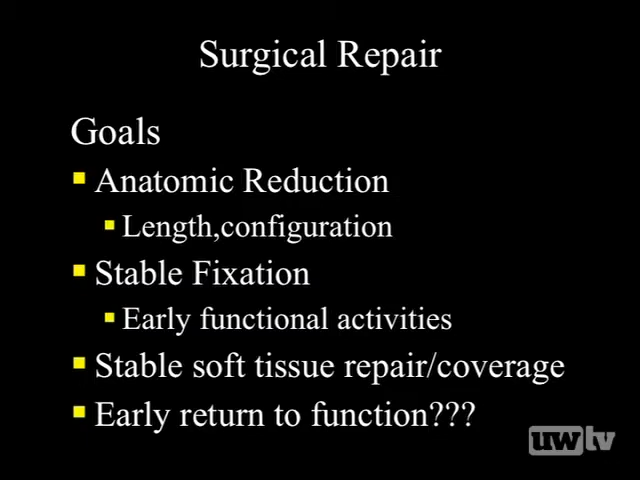 Surgical Repair
Goals
Anatomic Reduction
Length,configuration
Stable Fixation
Early functional activities
Stable soft tissue repair/coverage
Early return to function???
uwtv